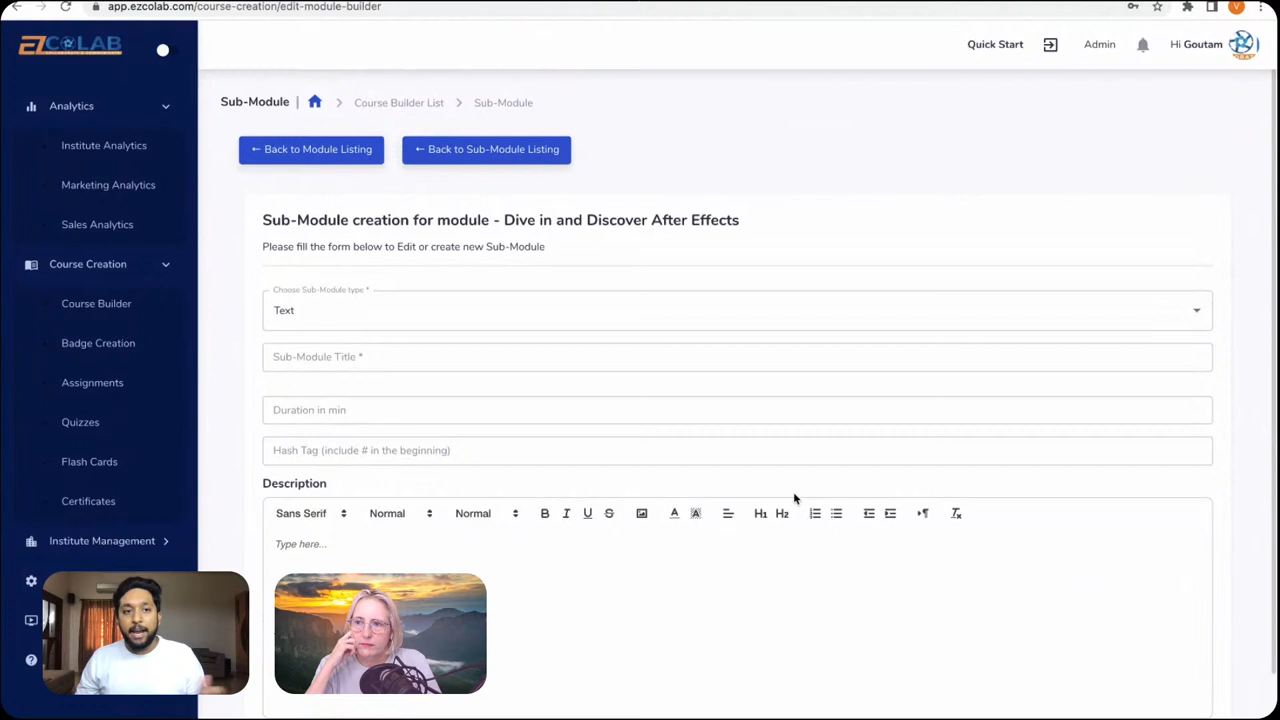 app.ezcolab.com/course-creation/edit-module-builder
V
EZCOLAB
Quick Start
Admin
Hi Goutam
Analytics
Institute Analytics
Marketing Analytics
Sales Analytics
Course Creation
Course Builder
Badge Creation
Assignments
Quizzes
Flash Cards
Certificates
Institute Management
Sub-Module | > Course Builder List > Sub-Module
← Back to Module Listing
← Back to Sub-Module Listing
Sub-Module creation for module - Dive in and Discover After Effects
Please fill the form below to Edit or create new Sub-Module
Choose Sub-Module type *
Text
Sub-Module Title *
Duration in min
Hash Tag (include # in the beginning)
Description
Sans Serif Normal Normal B I U S A A H1 H2
Type here...